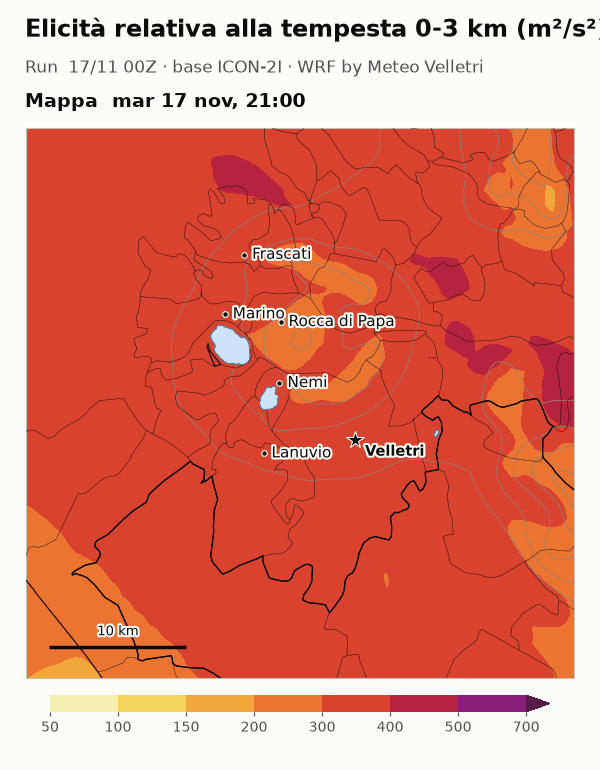 Elicità relativa alla tempesta 0-3 km (m²/s²)
Run  17/11 00Z · base ICON-2I · WRF by Meteo Velletri
Mappa  mar 17 nov, 21:00
Frascati
Marino
Rocca di Papa
Nemi
Velletri
Lanuvio
10 km
50 100 150 200 300 400 500 700